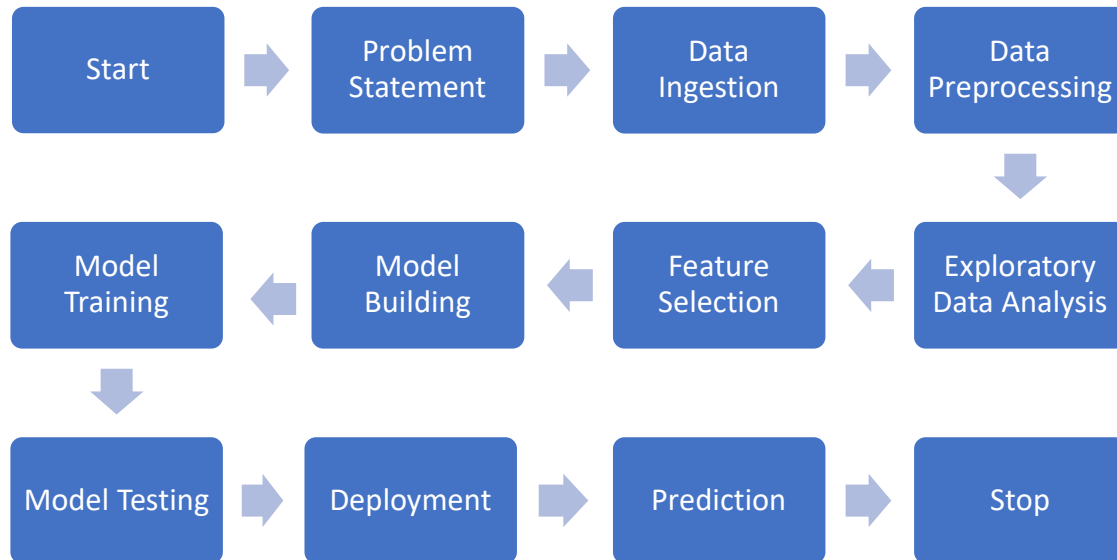 Start
Problem
Statement
Data
Ingestion
Data
Preprocessing
Exploratory
Data Analysis
Feature
Selection
Model
Building
Model
Training
Model Testing
Deployment
Prediction
Stop